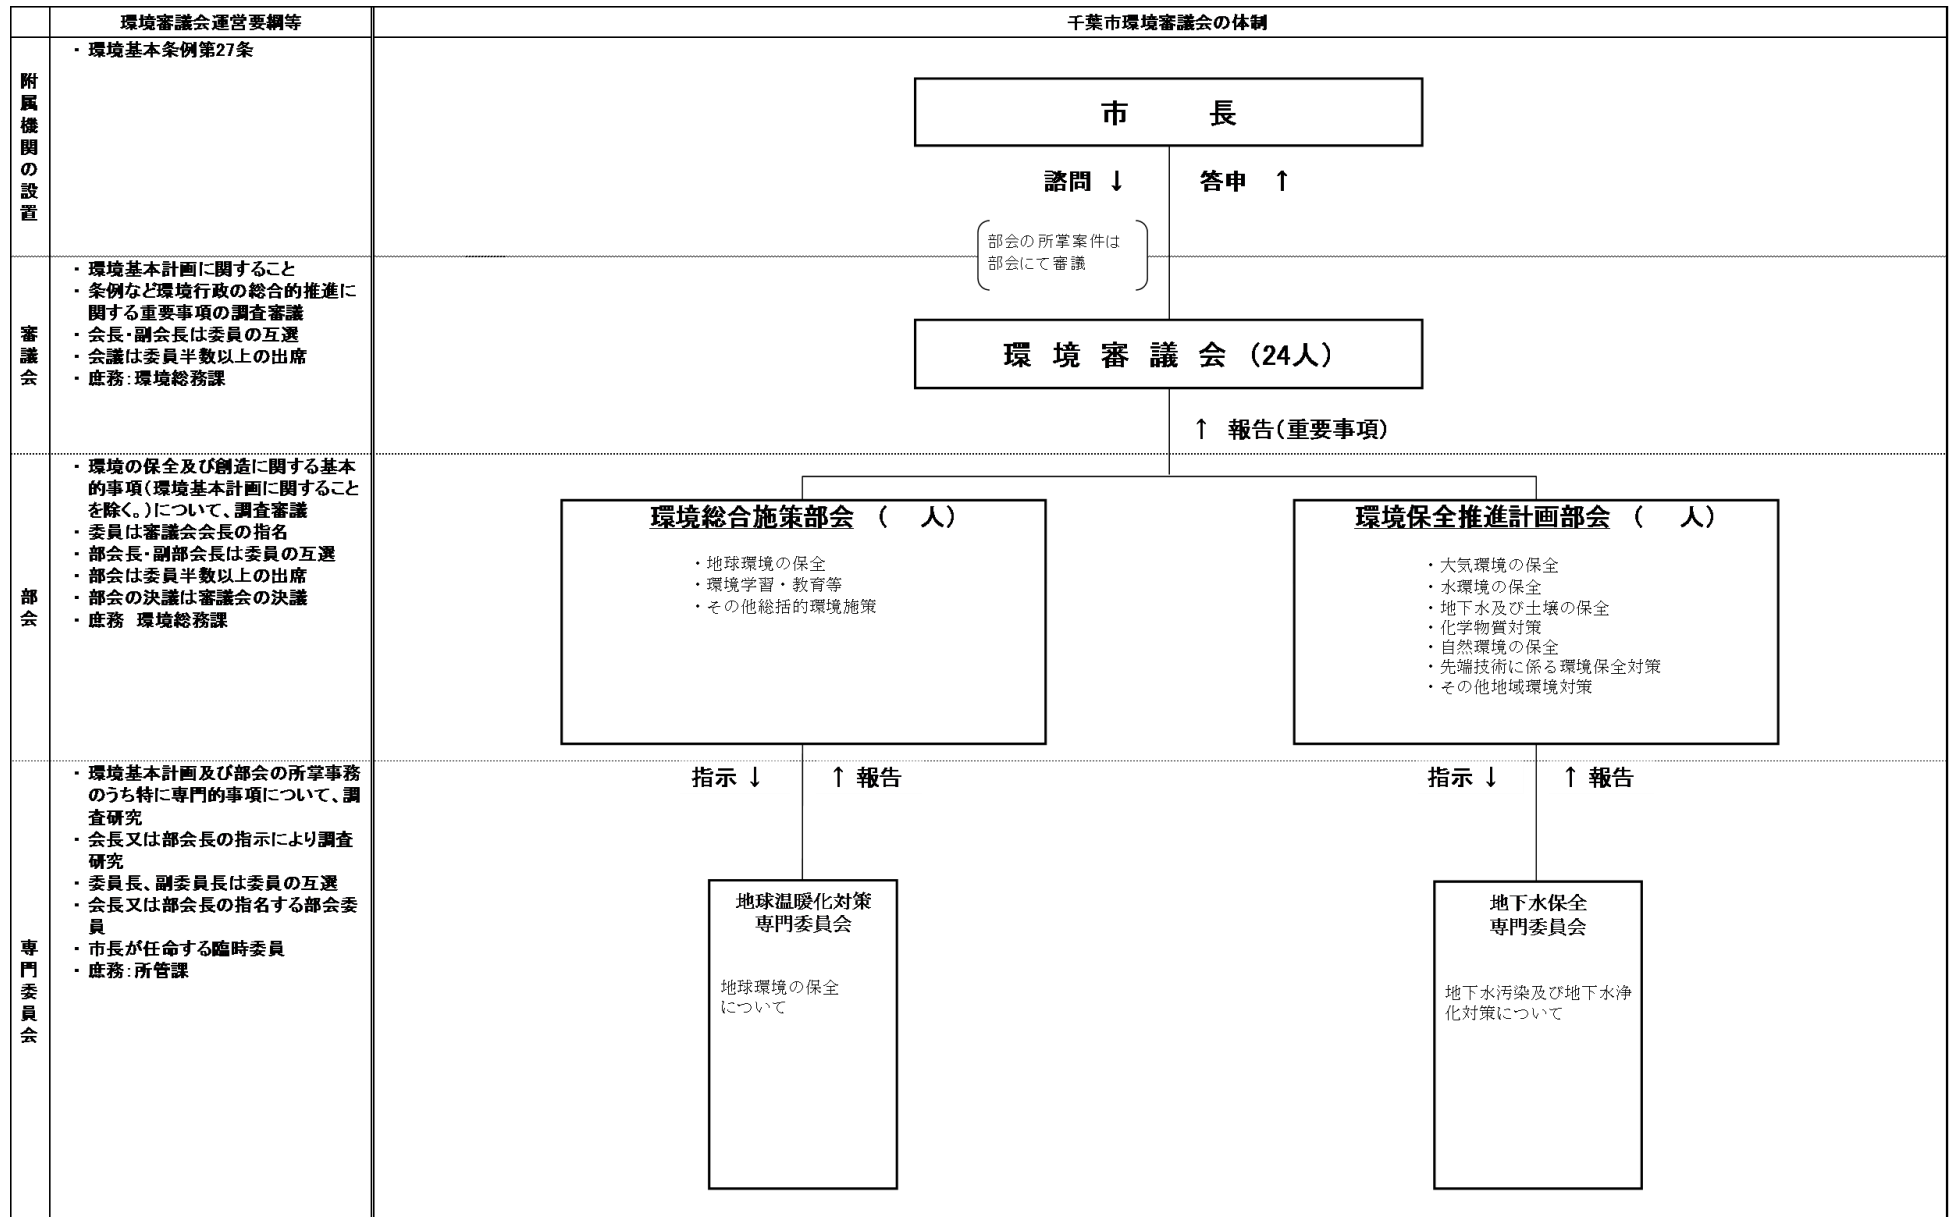 環境審議会運営要綱等
千葉市環境審議会の体制
附属機関の設置
・ 環境基本条例第27条
市 長
諮問 ↓ 答申 ↑
部会の所掌案件は
部会にて審議
審議会
・ 環境基本計画に関すること
・ 条例など環境行政の総合的推進に
関する重要事項の調査審議
・ 会長・副会長は委員の互選
・ 会議は委員半数以上の出席
・ 庶務：環境総務課
環 境 審 議 会 （24人）
↑ 報告（重要事項）
部会
・ 環境の保全及び創造に関する基本
的事項（環境基本計画に関すること
を除く。）について、調査審議
・ 委員は審議会会長の指名
・ 部会長・副部会長は委員の互選
・ 部会は委員半数以上の出席
・ 部会の決議は審議会の決議
・ 庶務 環境総務課
環境総合施策部会 （ 人）
・地球環境の保全
・環境学習・教育等
・その他総括的環境施策
環境保全推進計画部会 （ 人）
・大気環境の保全
・水環境の保全
・地下水及び土壌の保全
・化学物質対策
・自然環境の保全
・先端技術に係る環境保全対策
・その他地域環境対策
専門委員会
・ 環境基本計画及び部会の所掌事務
のうち特に専門的事項について、調
査研究
・ 会長又は部会長の指示により調査
研究
・ 委員長、副委員長は委員の互選
・ 会長又は部会長の指名する部会委
員
・ 市長が任命する臨時委員
・ 庶務：所管課
指示 ↓ ↑ 報告
地球温暖化対策
専門委員会
地球環境の保全
について
指示 ↓ ↑ 報告
地下水保全
専門委員会
地下水汚染及び地下水浄
化対策について